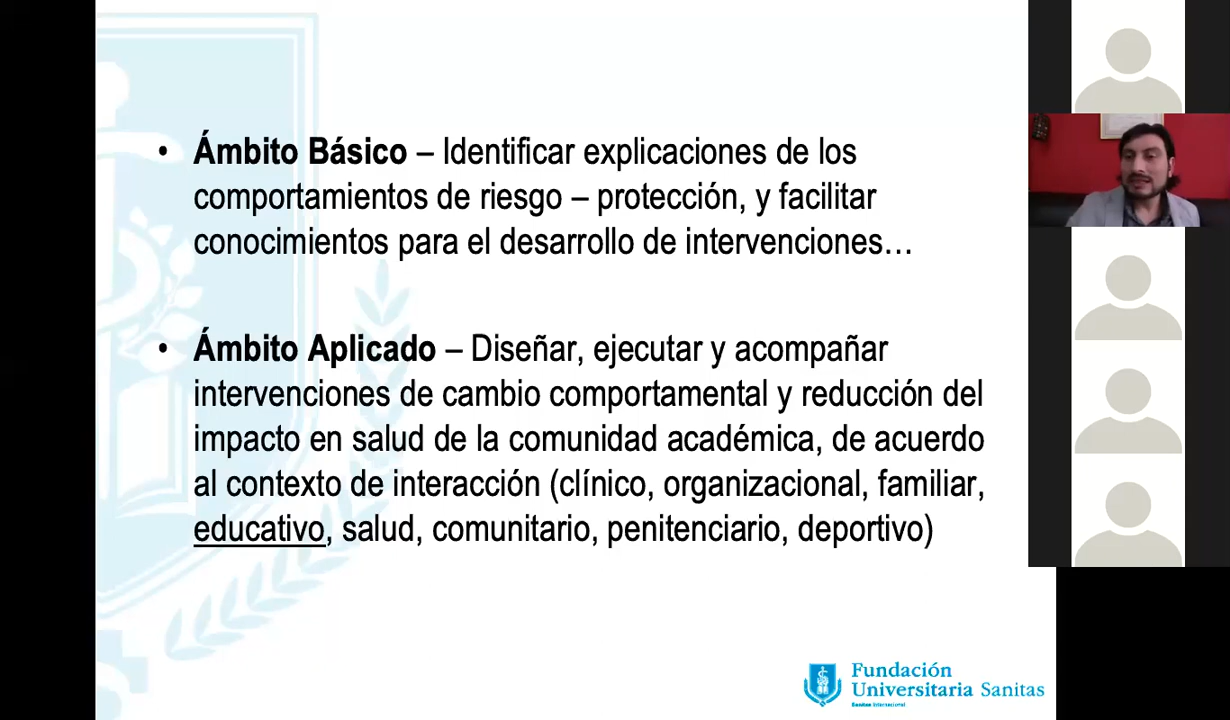 • Ámbito Básico – Identificar explicaciones de los
comportamientos de riesgo – protección, y facilitar
conocimientos para el desarrollo de intervenciones…
• Ámbito Aplicado – Diseñar, ejecutar y acompañar
intervenciones de cambio comportamental y reducción del
impacto en salud de la comunidad académica, de acuerdo
al contexto de interacción (clínico, organizacional, familiar,
educativo, salud, comunitario, penitenciario, deportivo)
Fundación
Universitaria Sanitas
Sanitas Internacional